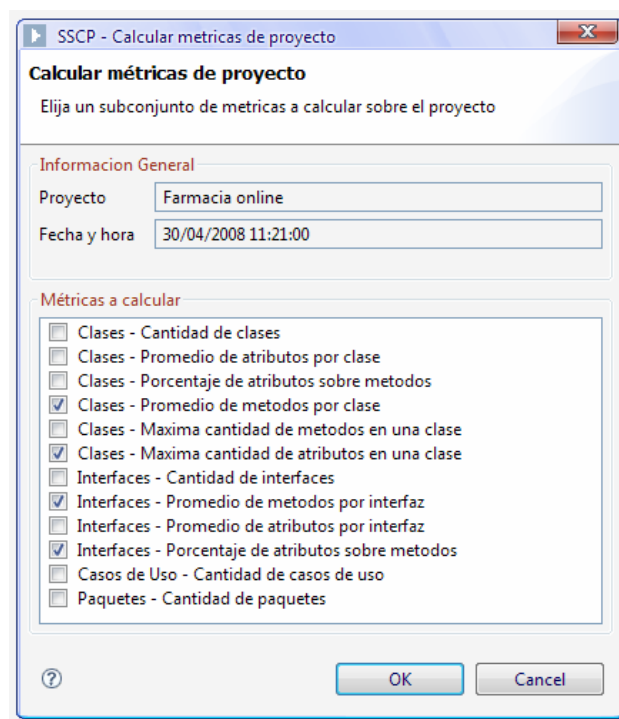 SSCP - Calcular metricas de proyecto
Calcular métricas de proyecto
Elija un subconjunto de metricas a calcular sobre el proyecto
Informacion General
Proyecto Farmacia online
Fecha y hora 30/04/2008 11:21:00
Métricas a calcular
Clases - Cantidad de clases
Clases - Promedio de atributos por clase
Clases - Porcentaje de atributos sobre metodos
Clases - Promedio de metodos por clase
Clases - Maxima cantidad de metodos en una clase
Clases - Maxima cantidad de atributos en una clase
Interfaces - Cantidad de interfaces
Interfaces - Promedio de metodos por interfaz
Interfaces - Promedio de atributos por interfaz
Interfaces - Porcentaje de atributos sobre metodos
Casos de Uso - Cantidad de casos de uso
Paquetes - Cantidad de paquetes
? OK Cancel